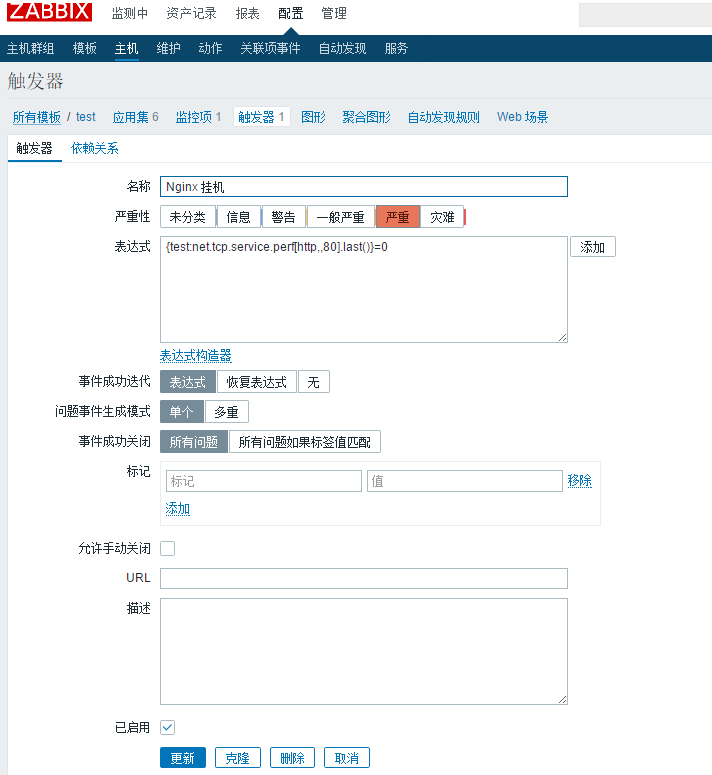 ZABBIX 监测中 资产记录 报表 配置 管理
主机群组 模板 主机 维护 动作 关联项事件 自动发现 服务
触发器
所有模板 / test 应用集 6 监控项 1 触发器 1 图形 聚合图形 自动发现规则 Web 场景
触发器 依赖关系
名称 Nginx 挂机
严重性 未分类 信息 警告 一般严重 严重 灾难
表达式 {test:net.tcp.service.perf[http,,80].last()}=0 添加
表达式构造器
事件成功迭代 表达式 恢复表达式 无
问题事件生成模式 单个 多重
事件成功关闭 所有问题 所有问题如果标签值匹配
标记 标记 值 移除
添加
允许手动关闭
URL
描述
已启用
更新 克隆 删除 取消